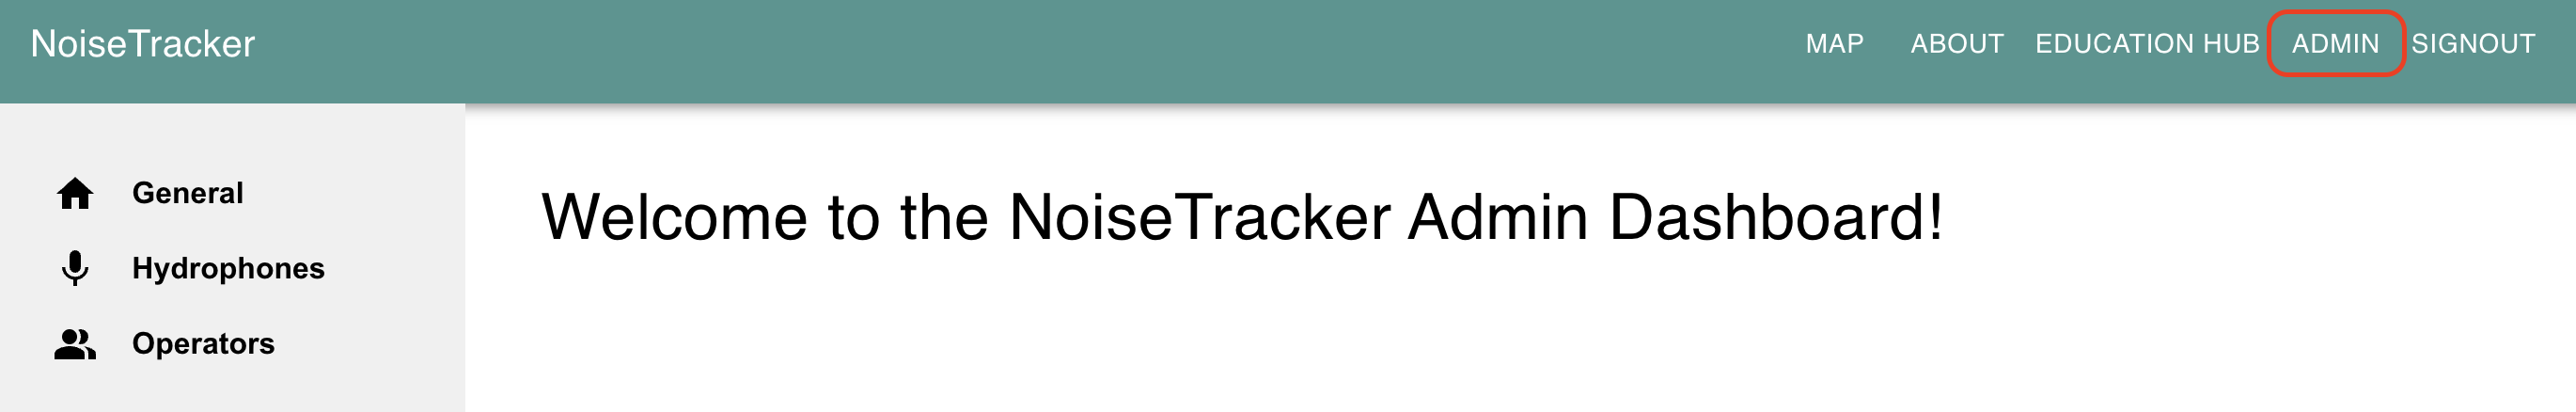 NoiseTracker
MAP ABOUT EDUCATION HUB ADMIN SIGNOUT
General
Hydrophones
Operators
Welcome to the NoiseTracker Admin Dashboard!